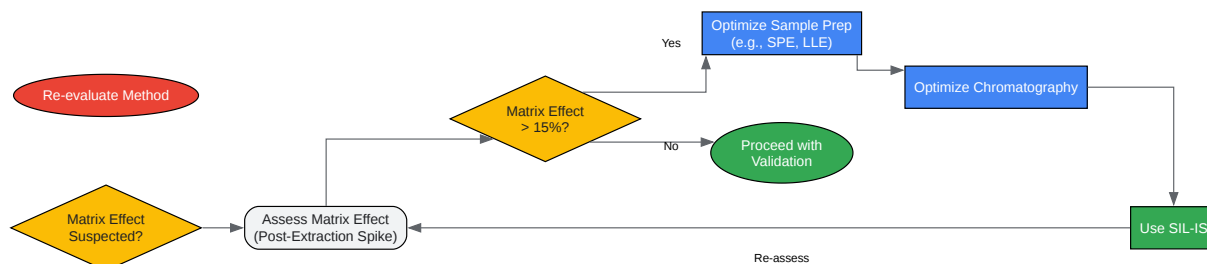 Optimize Sample Prep
(e.g., SPE, LLE)
Yes
Re-evaluate Method
Optimize Chromatography
Matrix Effect
> 15%?
No
Proceed with
Validation
Matrix Effect
Suspected?
Assess Matrix Effect
(Post-Extraction Spike)
Use SIL-IS
Re-assess